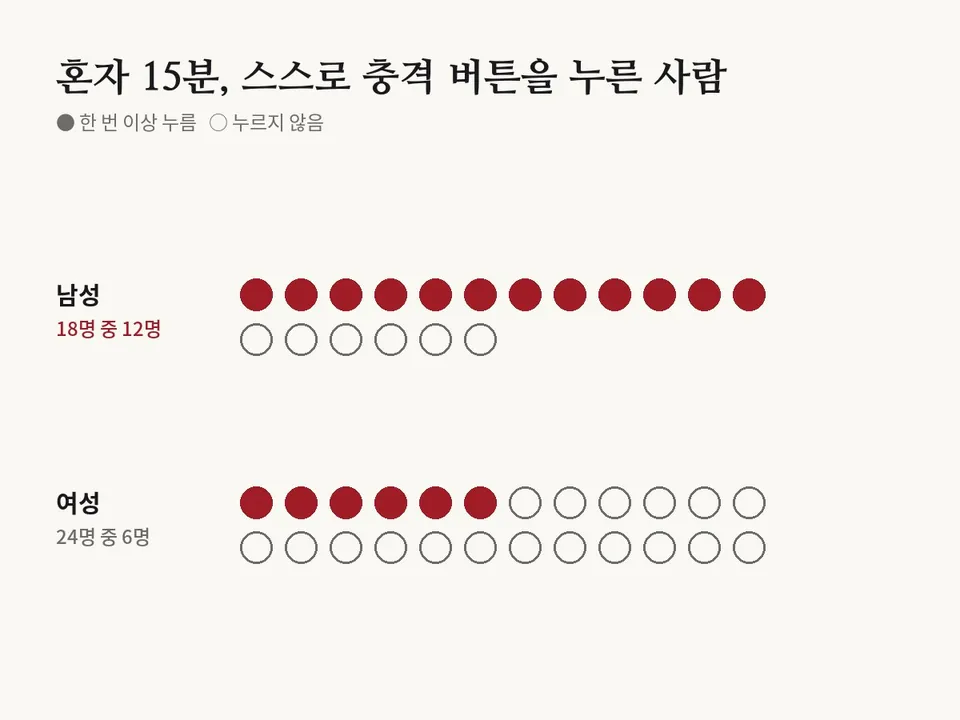 혼자 15분, 스스로 충격 버튼을 누른 사람
● 한 번 이상 누름 ○ 누르지 않음
남성
18명 중 12명
여성
24명 중 6명